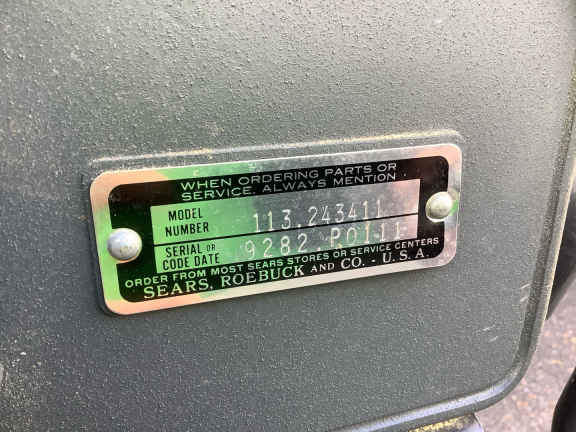 WHEN ORDERING PARTS OR
SERVICE, ALWAYS MENTION
MODEL NUMBER 113.243411
SERIAL OR CODE DATE 9282 P0111
ORDER FROM MOST SEARS STORES OR SERVICE CENTERS
SEARS, ROEBUCK AND CO. - U.S.A.